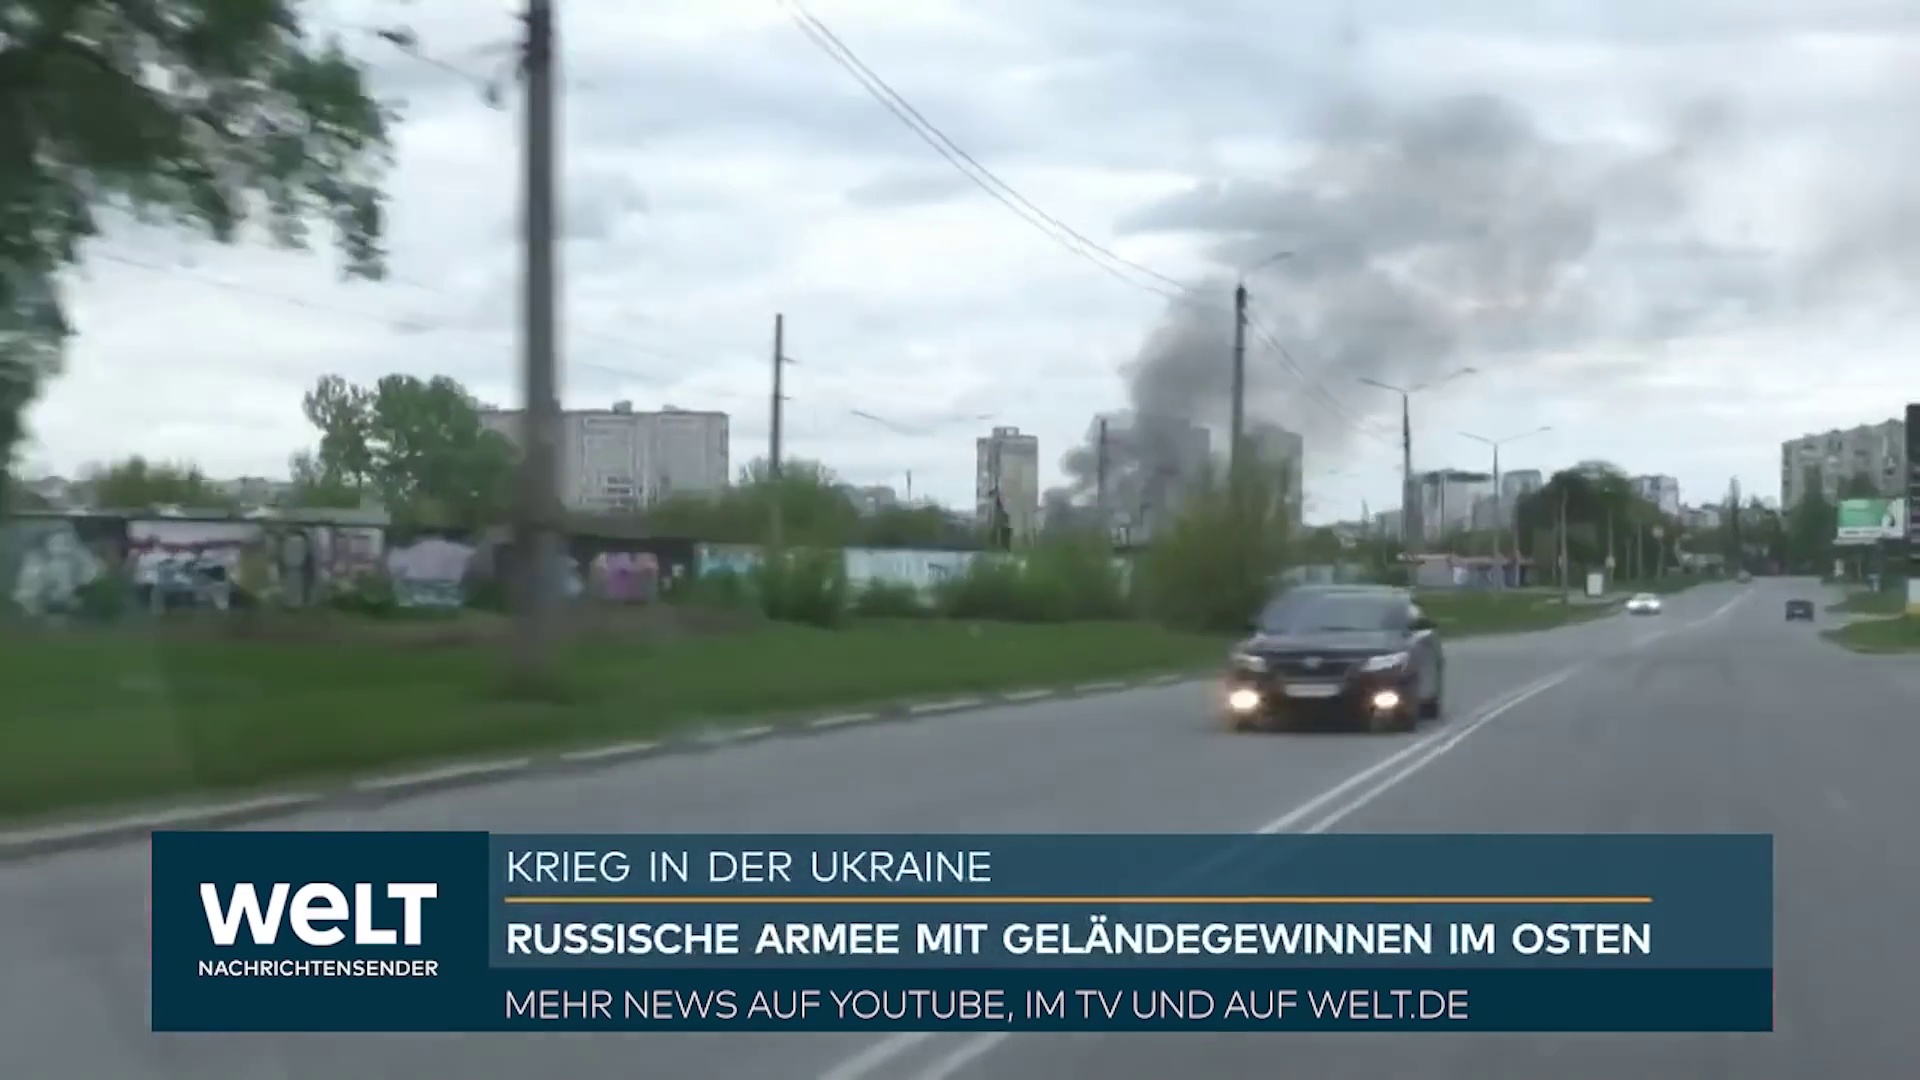 KRIEG IN DER UKRAINE
RUSSISCHE ARMEE MIT GELÄNDEGEWINNEN IM OSTEN
WELT
NACHRICHTENSENDER
MEHR NEWS AUF YOUTUBE, IM TV UND AUF WELT.DE